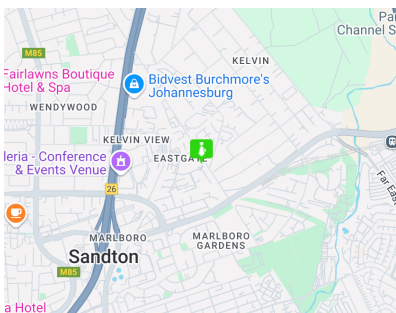 Pa
Channel S
M85
KELVIN
Fairlawns Boutique
Hotel & Spa
Bidvest Burchmore's
Johannesburg
WENDYWOOD
KELVIN VIEW
leria - Conference
& Events Venue
EASTGATE
26
Far East
MARLBORO
MARLBORO
GARDENS
Sandton
M85
a Hotel